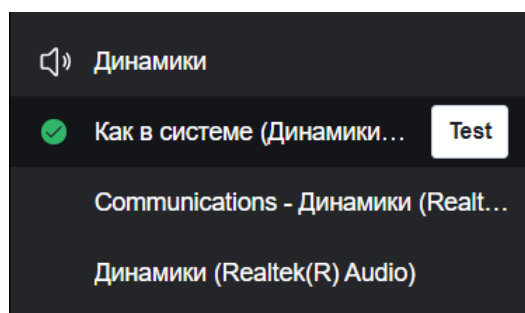 Динамики
Как в системе (Динамики… Test
Communications - Динамики (Realt…
Динамики (Realtek(R) Audio)